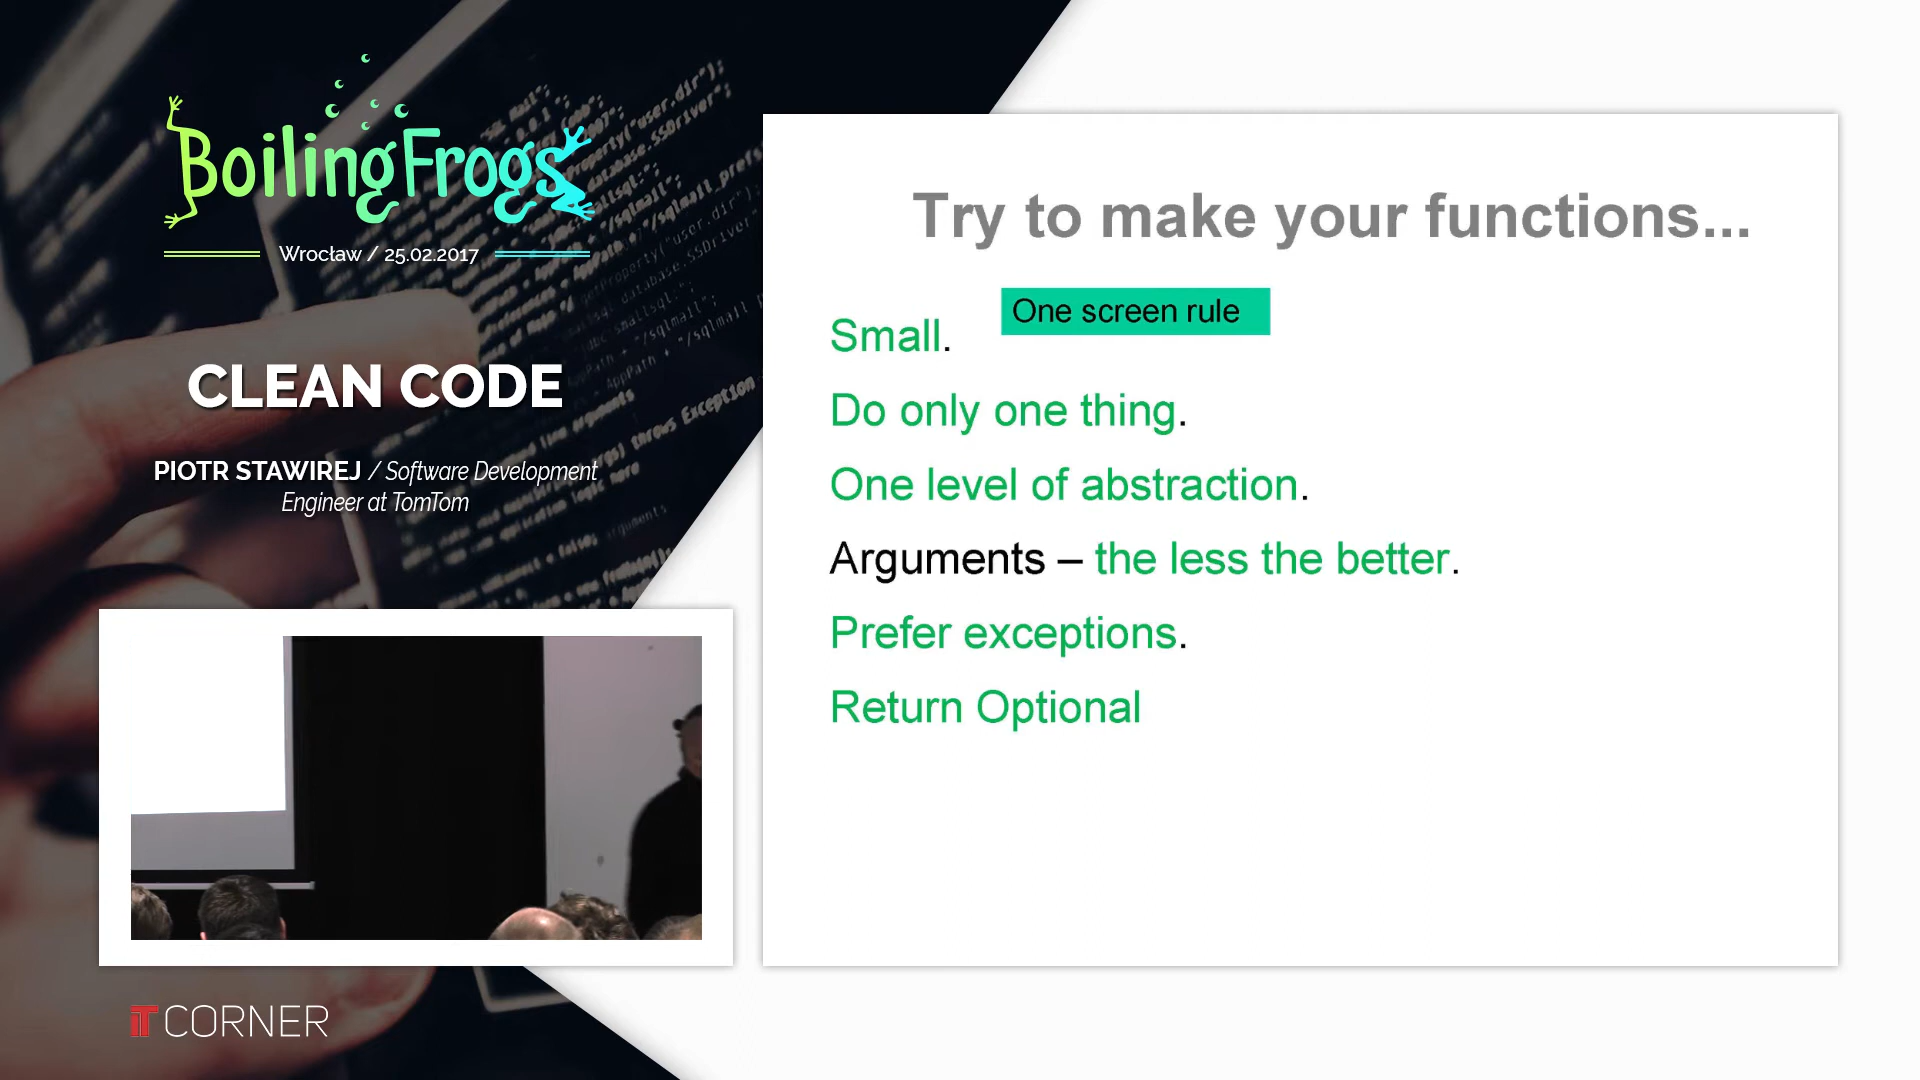 BoilingFrogs
Wrocław / 25.02.2017
CLEAN CODE
PIOTR STAWIREJ / Software Development
Engineer at TomTom
IT CORNER
Try to make your functions...
One screen rule
Small.
Do only one thing.
One level of abstraction.
Arguments – the less the better.
Prefer exceptions.
Return Optional